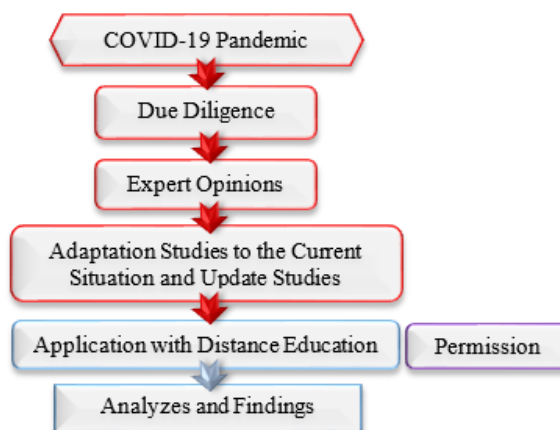 COVID-19 Pandemic
Due Diligence
Expert Opinions
Adaptation Studies to the Current
Situation and Update Studies
Application with Distance Education
Permission
Analyzes and Findings